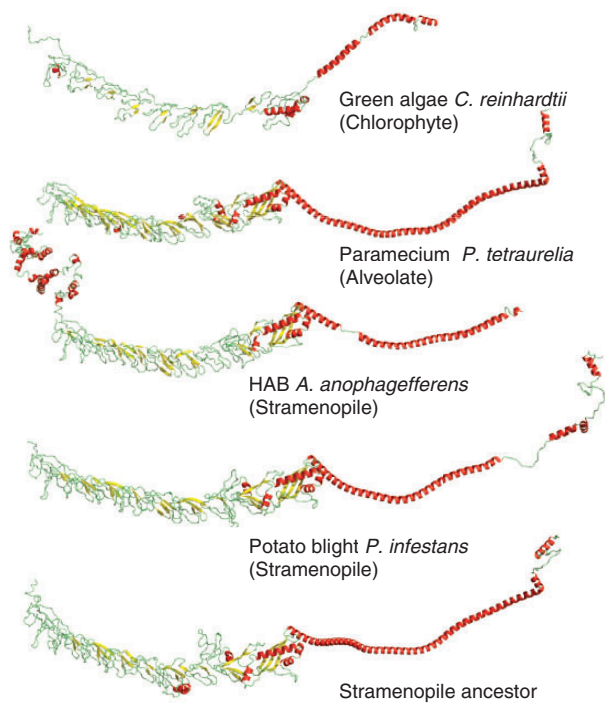 Green algae C. reinhardtii
(Chlorophyte)
Paramecium P. tetraurelia
(Alveolate)
HAB A. anophagefferens
(Stramenopile)
Potato blight P. infestans
(Stramenopile)
Stramenopile ancestor